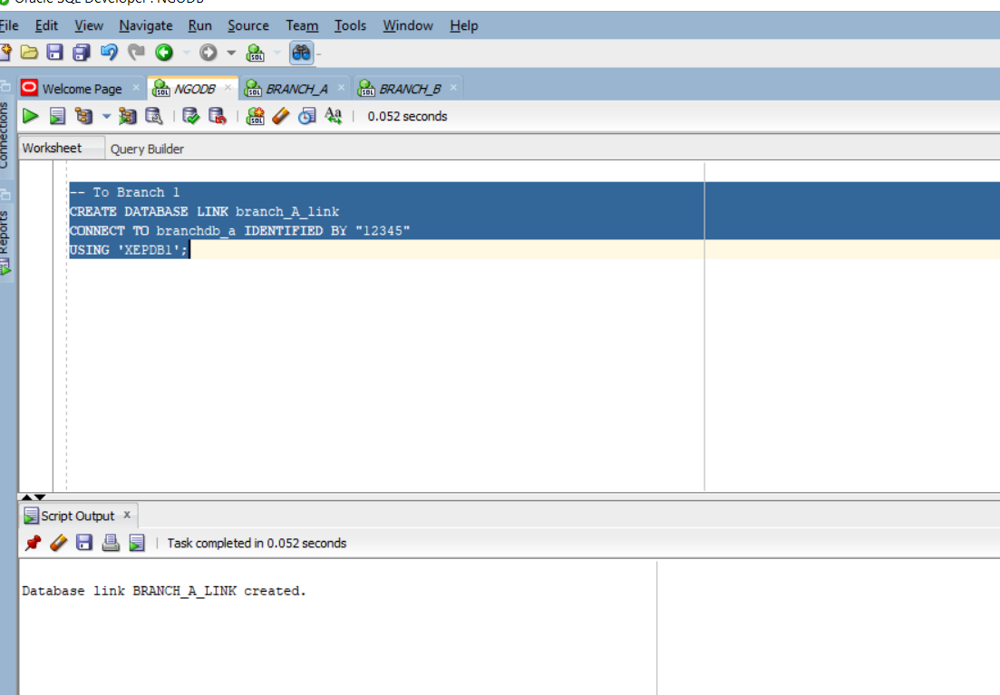 Oracle SQL Developer : NGODB
File Edit View Navigate Run Source Team Tools Window Help
Welcome Page × NGODB × BRANCH_A × BRANCH_B ×
0.052 seconds
Connections
Reports
Worksheet Query Builder
-- To Branch 1
CREATE DATABASE LINK branch_A_link
CONNECT TO branchdb_a IDENTIFIED BY "12345"
USING 'XEPDB1';
Script Output ×
Task completed in 0.052 seconds
Database link BRANCH_A_LINK created.